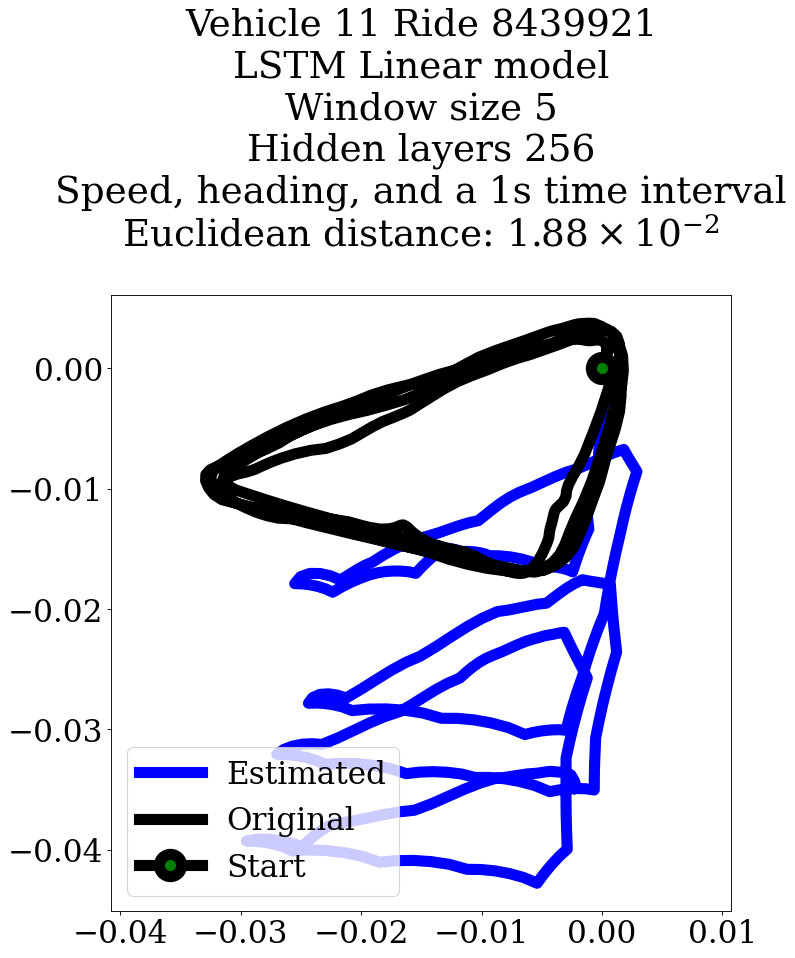 Vehicle 11 Ride 8439921
LSTM Linear model
Window size 5
Hidden layers 256
Speed, heading, and a 1s time interval
Euclidean distance: 1.88 × 10⁻²
0.00
−0.01
−0.02
−0.03
−0.04
Estimated
Original
Start
−0.04 −0.03 −0.02 −0.01 0.00 0.01